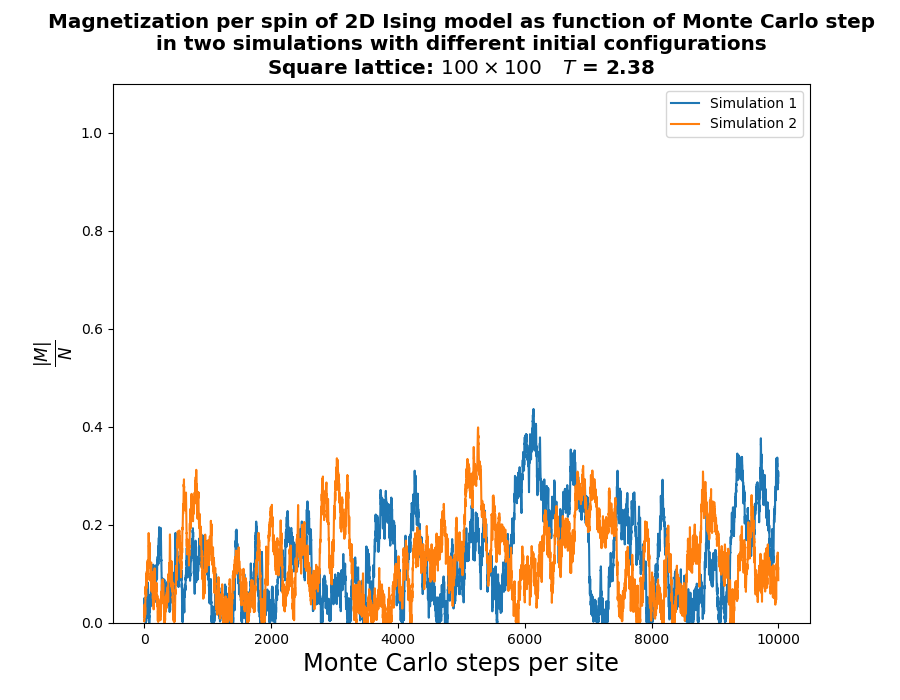 Magnetization per spin of 2D Ising model as function of Monte Carlo step
in two simulations with different initial configurations
Square lattice: 100 × 100 T = 2.38
Simulation 1
Simulation 2
1.0
0.8
0.6
0.4
0.2
0.0
|M|
N
0 2000 4000 6000 8000 10000
Monte Carlo steps per site